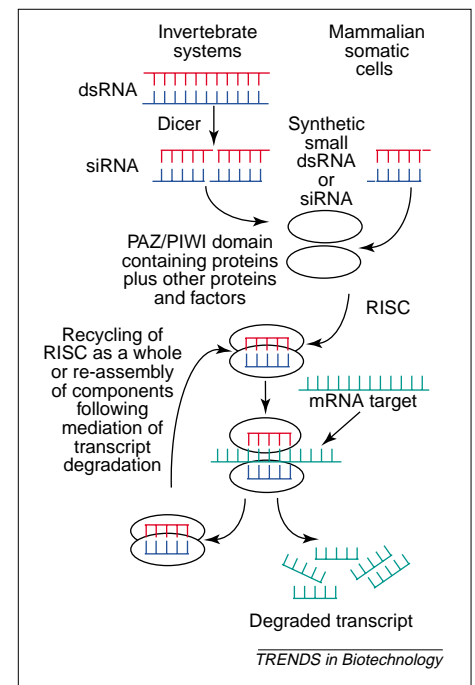 Invertebrate
systems
Mammalian
somatic
cells
dsRNA
Dicer
siRNA
Synthetic
small
dsRNA
or
siRNA
PAZ/PIWI domain
containing proteins
plus other proteins
and factors
RISC
Recycling of
RISC as a whole
or re-assembly
of components
following
mediation of
transcript
degradation
mRNA target
Degraded transcript
TRENDS in Biotechnology